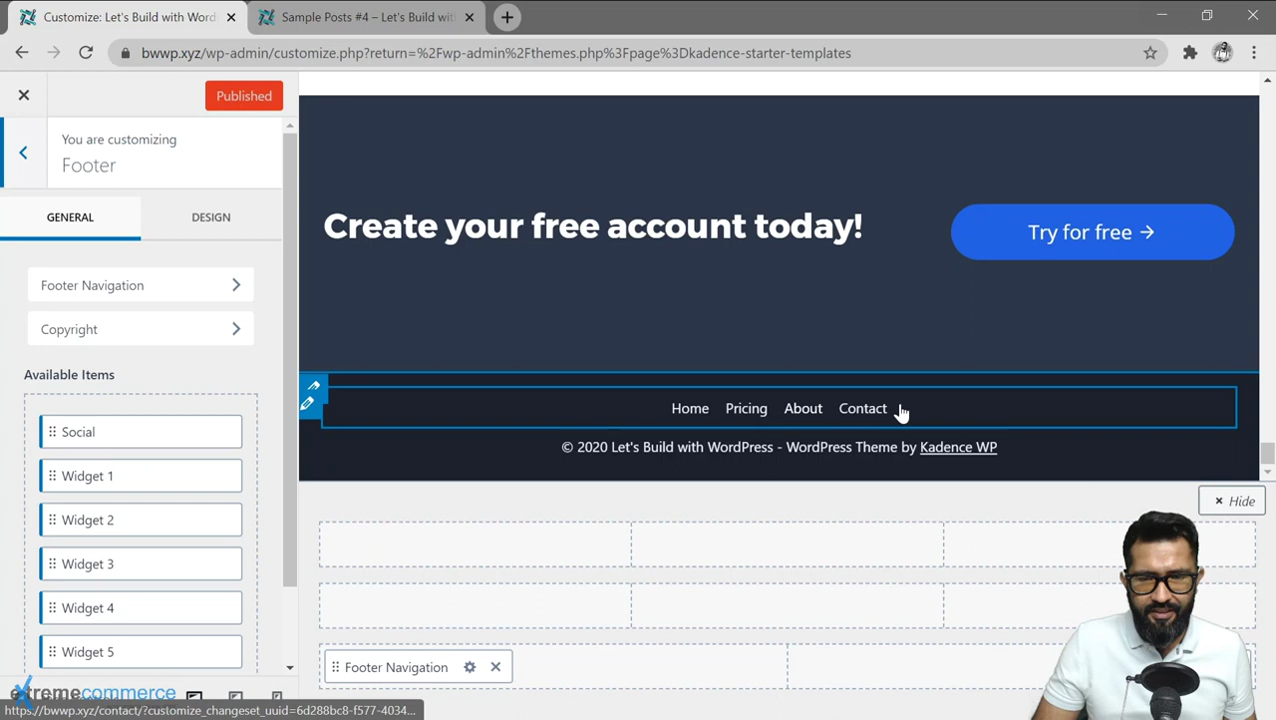 Customize: Let's Build with Word
Sample Posts #4 – Let's Build with
bwwp.xyz/wp-admin/customize.php?return=%2Fwp-admin%2Fthemes.php%3Fpage%3Dkadence-starter-templates
Published
You are customizing
Footer
GENERAL
DESIGN
Footer Navigation
Copyright
Available Items
Social
Widget 1
Widget 2
Widget 3
Widget 4
Widget 5
Create your free account today!
Try for free →
Home Pricing About Contact
© 2020 Let's Build with WordPress - WordPress Theme by Kadence WP
× Hide
Footer Navigation
extremecommerce
https://bwwp.xyz/contact/?customize_changeset_uuid=6d288bc8-f577-4034...